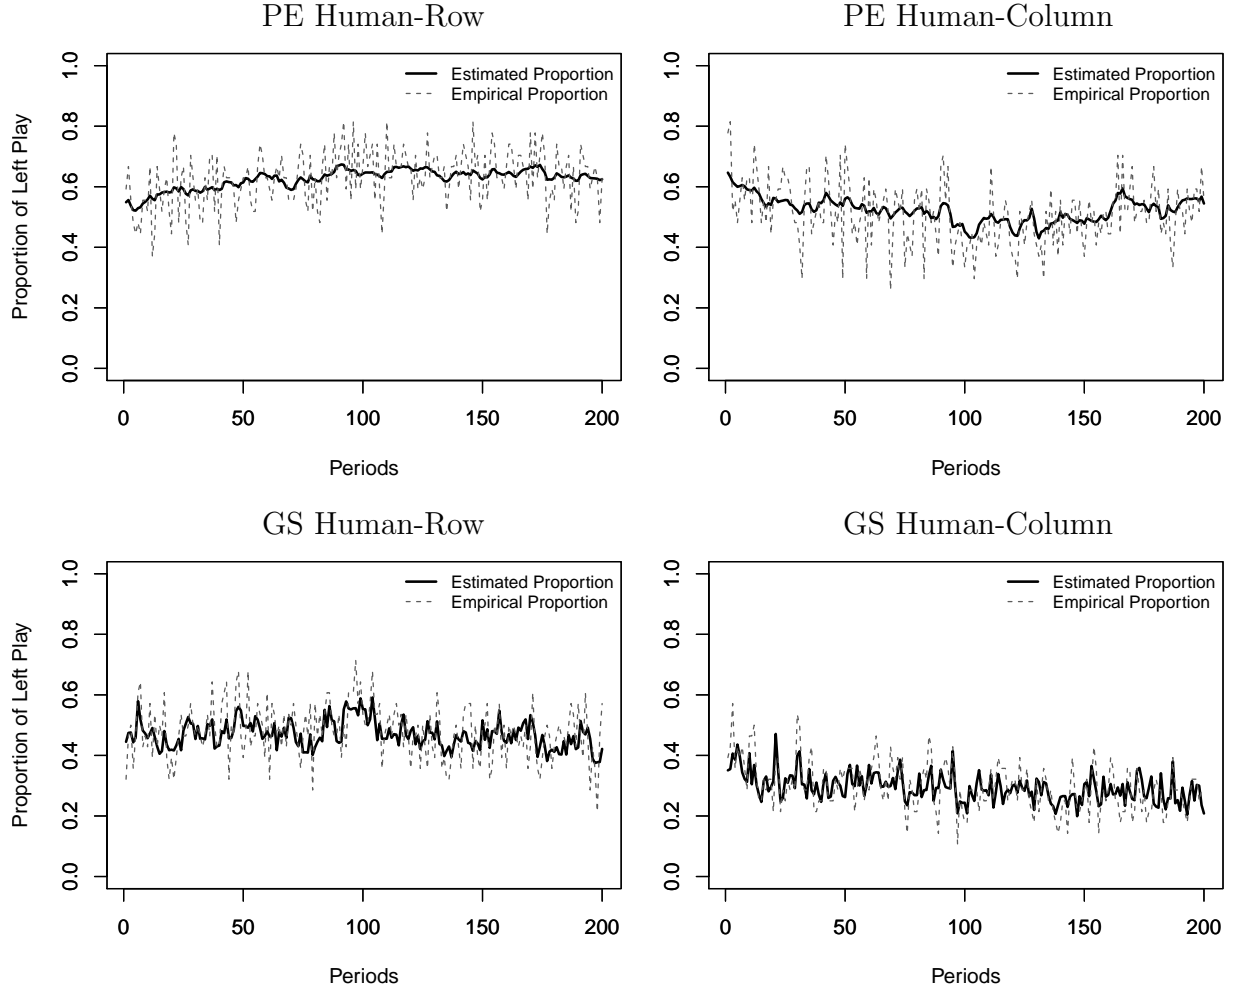 PE Human-Row
Proportion of Left Play
1.0
0.8
0.6
0.4
0.2
0.0
Estimated Proportion
Empirical Proportion
0 50 100 150 200
Periods
PE Human-Column
1.0
0.8
0.6
0.4
0.2
0.0
Estimated Proportion
Empirical Proportion
0 50 100 150 200
Periods
GS Human-Row
Proportion of Left Play
1.0
0.8
0.6
0.4
0.2
0.0
Estimated Proportion
Empirical Proportion
0 50 100 150 200
Periods
GS Human-Column
1.0
0.8
0.6
0.4
0.2
0.0
Estimated Proportion
Empirical Proportion
0 50 100 150 200
Periods